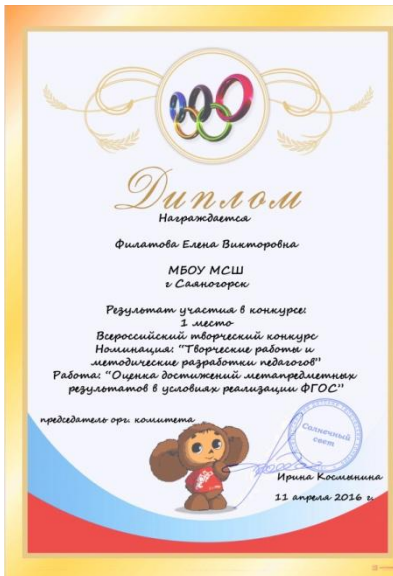 Диплом
Награждается
Филатова Елена Викторовна
МБОУ МСШ
г Саяногорск
Результат участия в конкурсе:
1 место
Всероссийский творческий конкурс
Номинация: "Творческие работы и
методические разработки педагогов"
Работа: "Оценка достижений метапредметных
результатов в условиях реализации ФГОС"
председатель орг. комитета
Солнечный
свет
Ирина Космынина
11 апреля 2016 г.